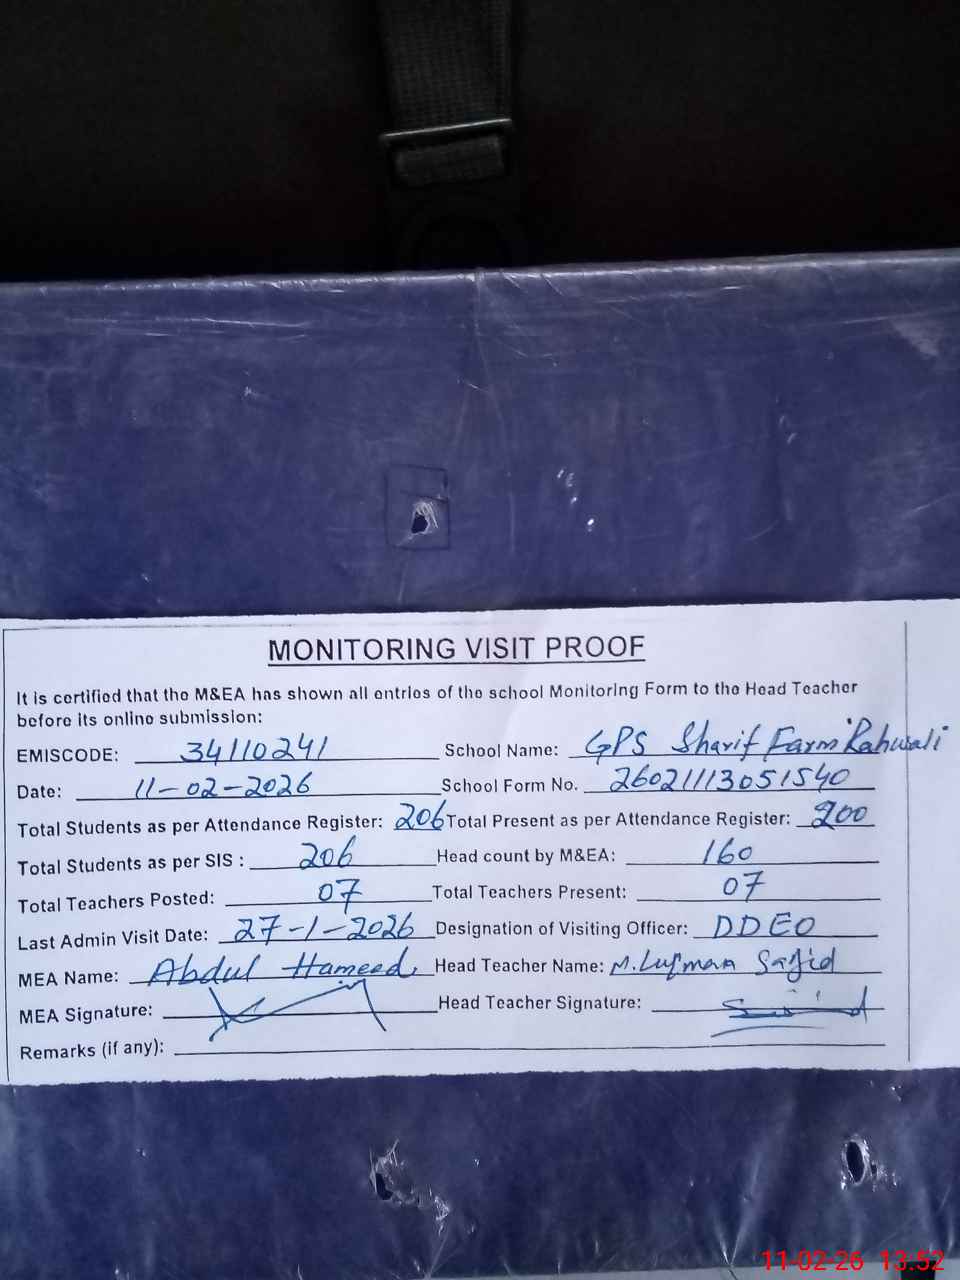 MONITORING VISIT PROOF
It is certified that the M&EA has shown all entries of the school Monitoring Form to the Head Teacher
before its online submission:
EMISCODE: 34110241 School Name: GPS Sharif Farm Rahwali
Date: 11-02-2026 School Form No. 26021113051540
Total Students as per Attendance Register: 206 Total Present as per Attendance Register: 200
Total Students as per SIS : 206 Head count by M&EA: 160
Total Teachers Posted: 07 Total Teachers Present: 07
Last Admin Visit Date: 27-1-2026 Designation of Visiting Officer: DDEO
MEA Name: Abdul Hameed Head Teacher Name: M. Luqman Sajid
MEA Signature: Head Teacher Signature:
Remarks (if any):
11-02-26 13:52